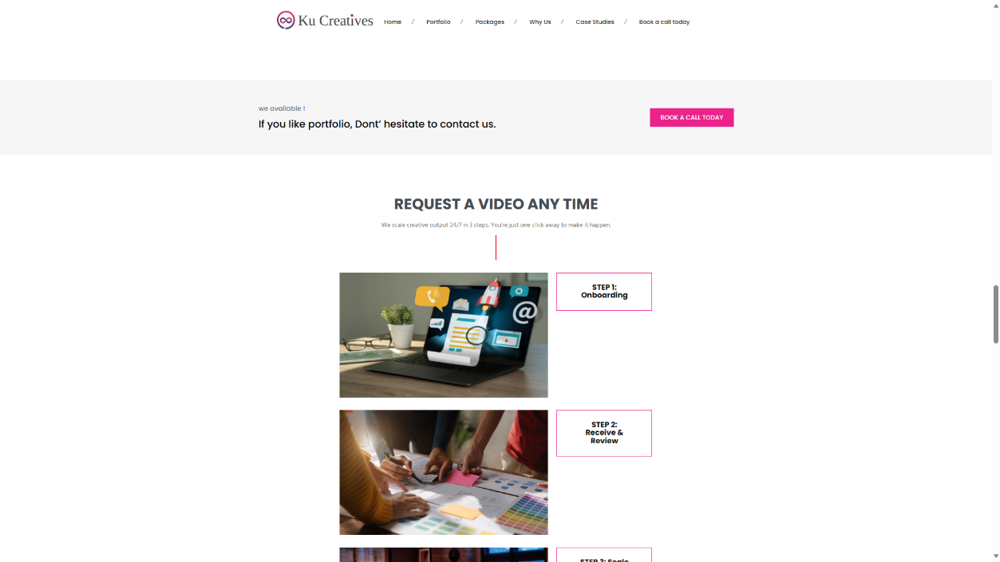 Ku Creatives
Home / Portfolio / Packages / Why Us / Case Studies / Book a call today
we available !
If you like portfolio, Dont’ hesitate to contact us.
BOOK A CALL TODAY
REQUEST A VIDEO ANY TIME
We scale creative output 24/7 in 3 steps. You're just one click away to make it happen.
@
STEP 1:
Onboarding
STEP 2:
Receive &
Review
STEP 3: Scale